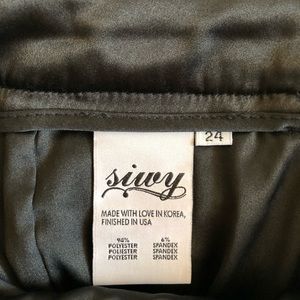 24
siwy
MADE WITH LOVE IN KOREA,
FINISHED IN USA
94% 6%
POLYESTER SPANDEX
POLIESTER SPANDEX
POLYESTER SPANDEX